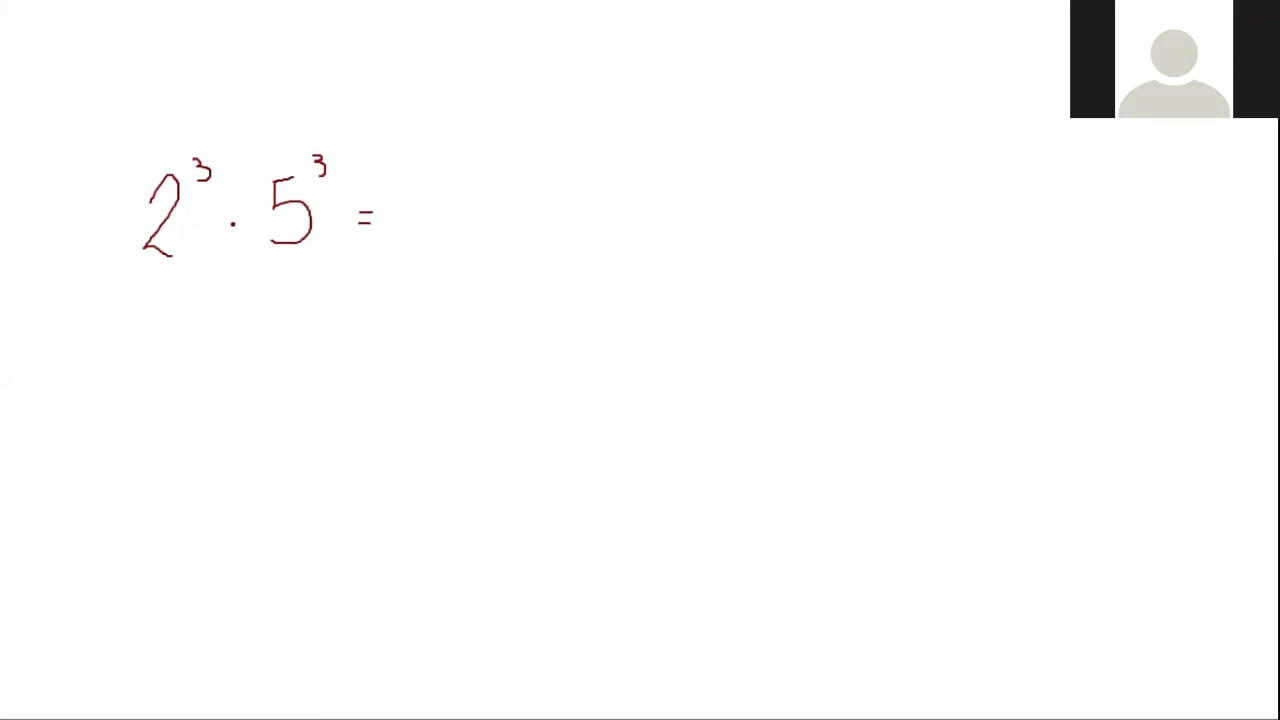 2³ · 5³ =